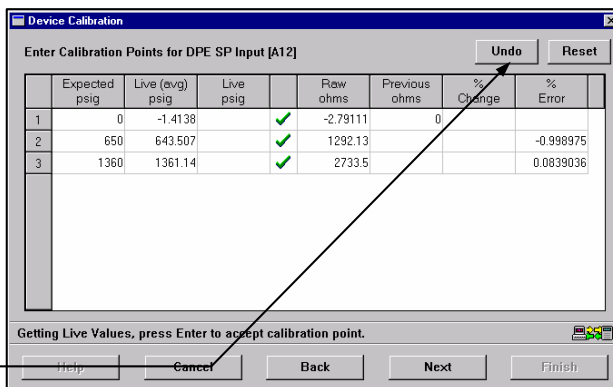 Device Calibration
Enter Calibration Points for DPE SP Input [A12]
Undo
Reset
Expected psig Live (avg) psig Live psig Raw ohms Previous ohms % Change % Error
1 0 -1.4138 -2.79111 0
2 650 643.507 1292.13 -0.998975
3 1360 1361.14 2733.5 0.0839036
Getting Live Values, press Enter to accept calibration point.
Help Cancel Back Next Finish